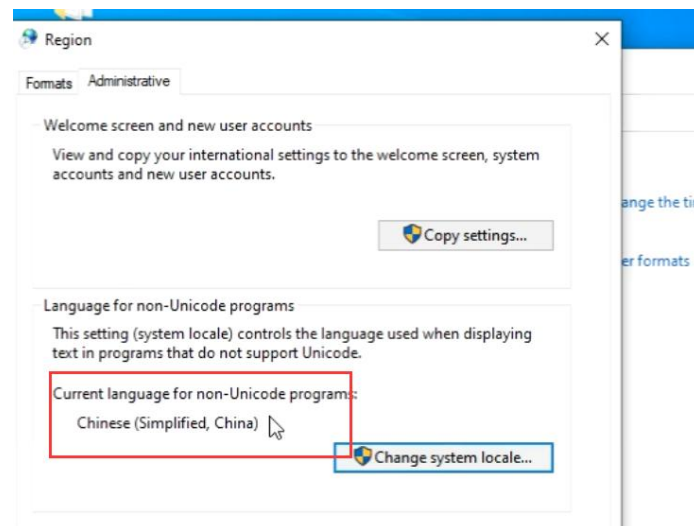 Region
Formats Administrative
Welcome screen and new user accounts
View and copy your international settings to the welcome screen, system
accounts and new user accounts.
ange the ti
Copy settings...
er formats
Language for non-Unicode programs
This setting (system locale) controls the language used when displaying
text in programs that do not support Unicode.
Current language for non-Unicode programs:
Chinese (Simplified, China)
Change system locale...